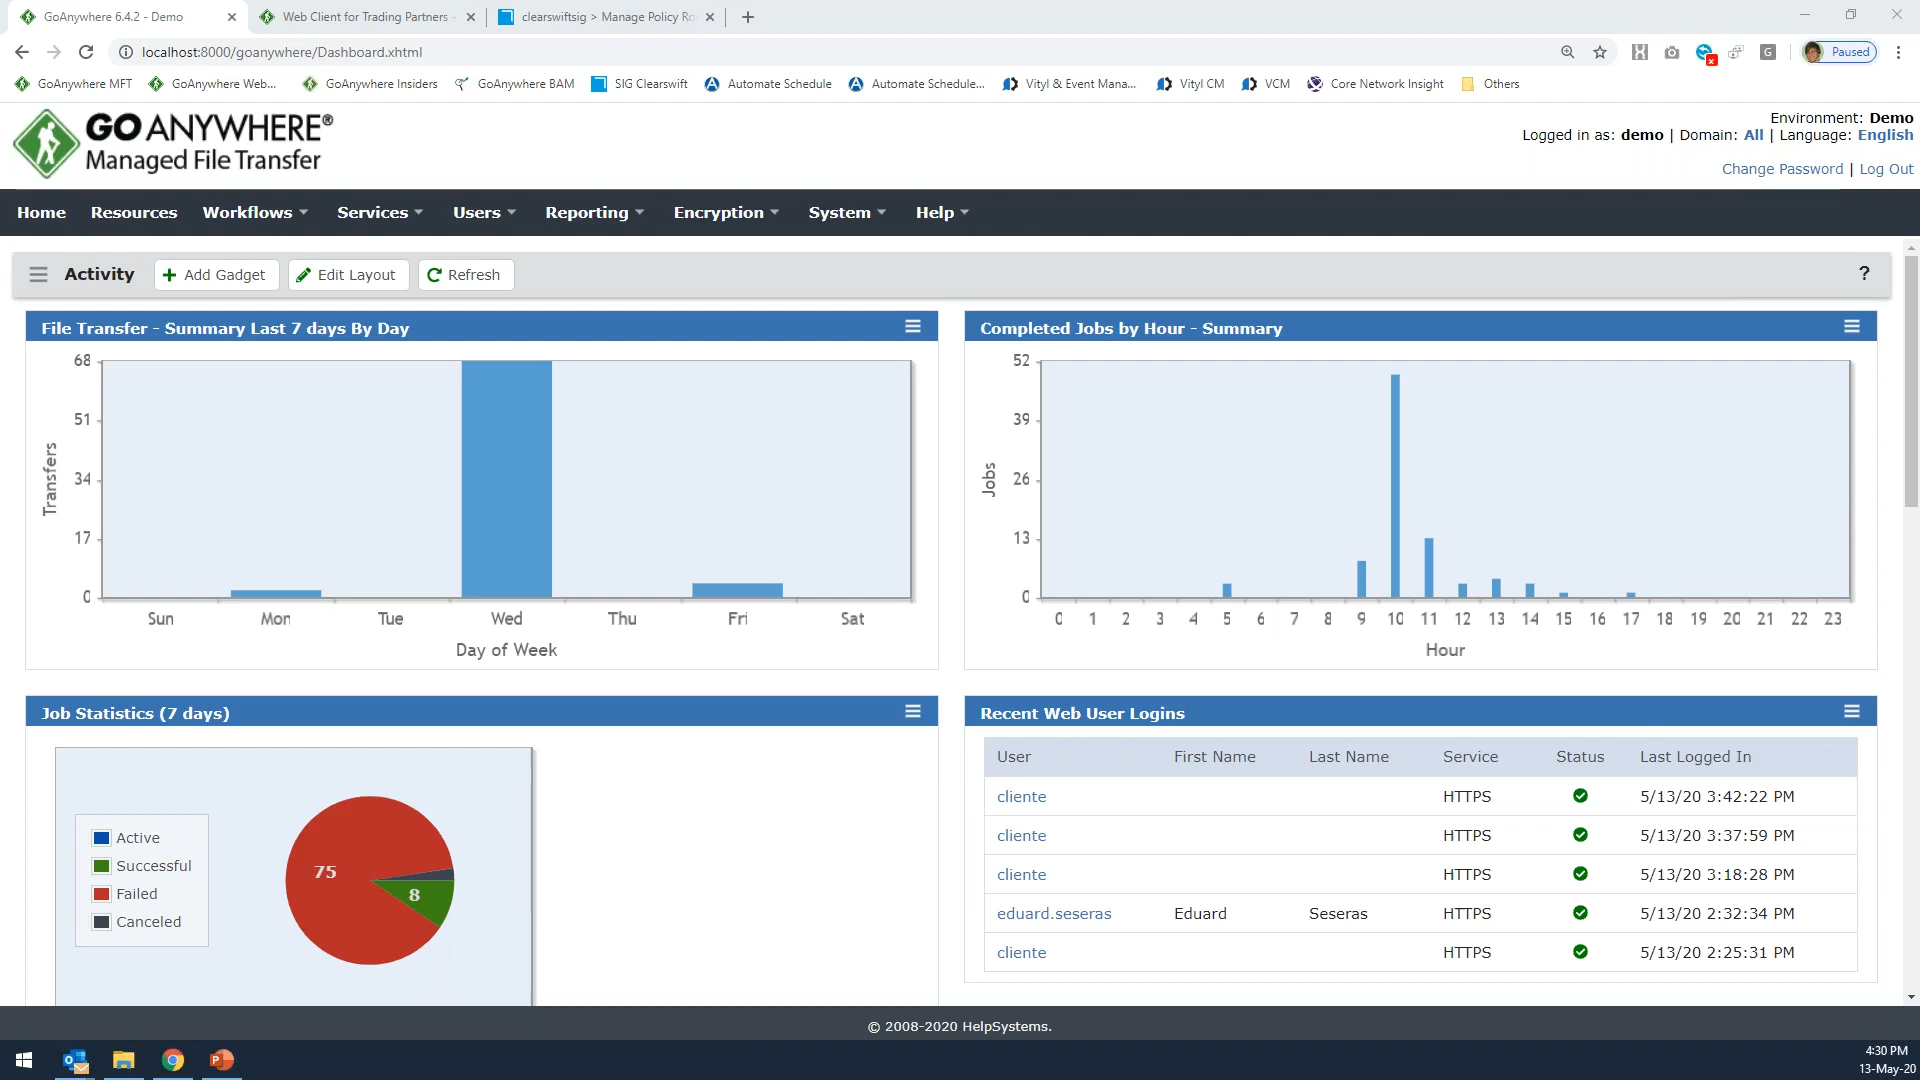 GoAnywhere 6.4.2 - Demo
Web Client for Trading Partners -
clearswiftsig > Manage Policy Ro
localhost:8000/goanywhere/Dashboard.xhtml
Paused
GoAnywhere MFT
GoAnywhere Web...
GoAnywhere Insiders
GoAnywhere BAM
SIG Clearswift
Automate Schedule
Automate Schedule...
Vityl & Event Mana...
Vityl CM
VCM
Core Network Insight
Others
GO ANYWHERE®
Managed File Transfer
Environment: Demo
Logged in as: demo | Domain: All | Language: English
Change Password | Log Out
Home Resources Workflows Services Users Reporting Encryption System Help
Activity
Add Gadget
Edit Layout
Refresh
?
File Transfer - Summary Last 7 days By Day
68
51
34
17
0
Transfers
Sun Mon Tue Wed Thu Fri Sat
Day of Week
Completed Jobs by Hour - Summary
52
39
26
13
0
Jobs
0 1 2 3 4 5 6 7 8 9 10 11 12 13 14 15 16 17 18 19 20 21 22 23
Hour
Job Statistics (7 days)
Active
Successful
Failed
Canceled
75
8
Recent Web User Logins
User First Name Last Name Service Status Last Logged In
cliente HTTPS 5/13/20 3:42:22 PM
cliente HTTPS 5/13/20 3:37:59 PM
cliente HTTPS 5/13/20 3:18:28 PM
eduard.seseras Eduard Seseras HTTPS 5/13/20 2:32:34 PM
cliente HTTPS 5/13/20 2:25:31 PM
© 2008-2020 HelpSystems.
4:30 PM
13-May-20